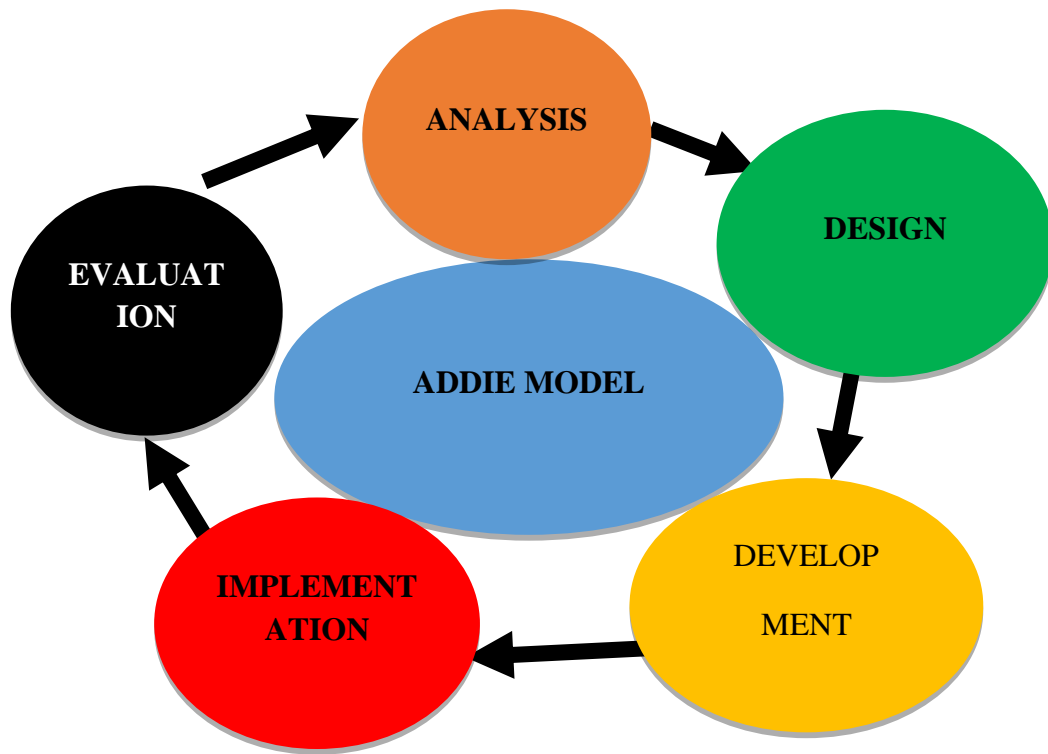 ANALYSIS
DESIGN
EVALUAT
ION
ADDIE MODEL
DEVELOP
MENT
IMPLEMENT
ATION